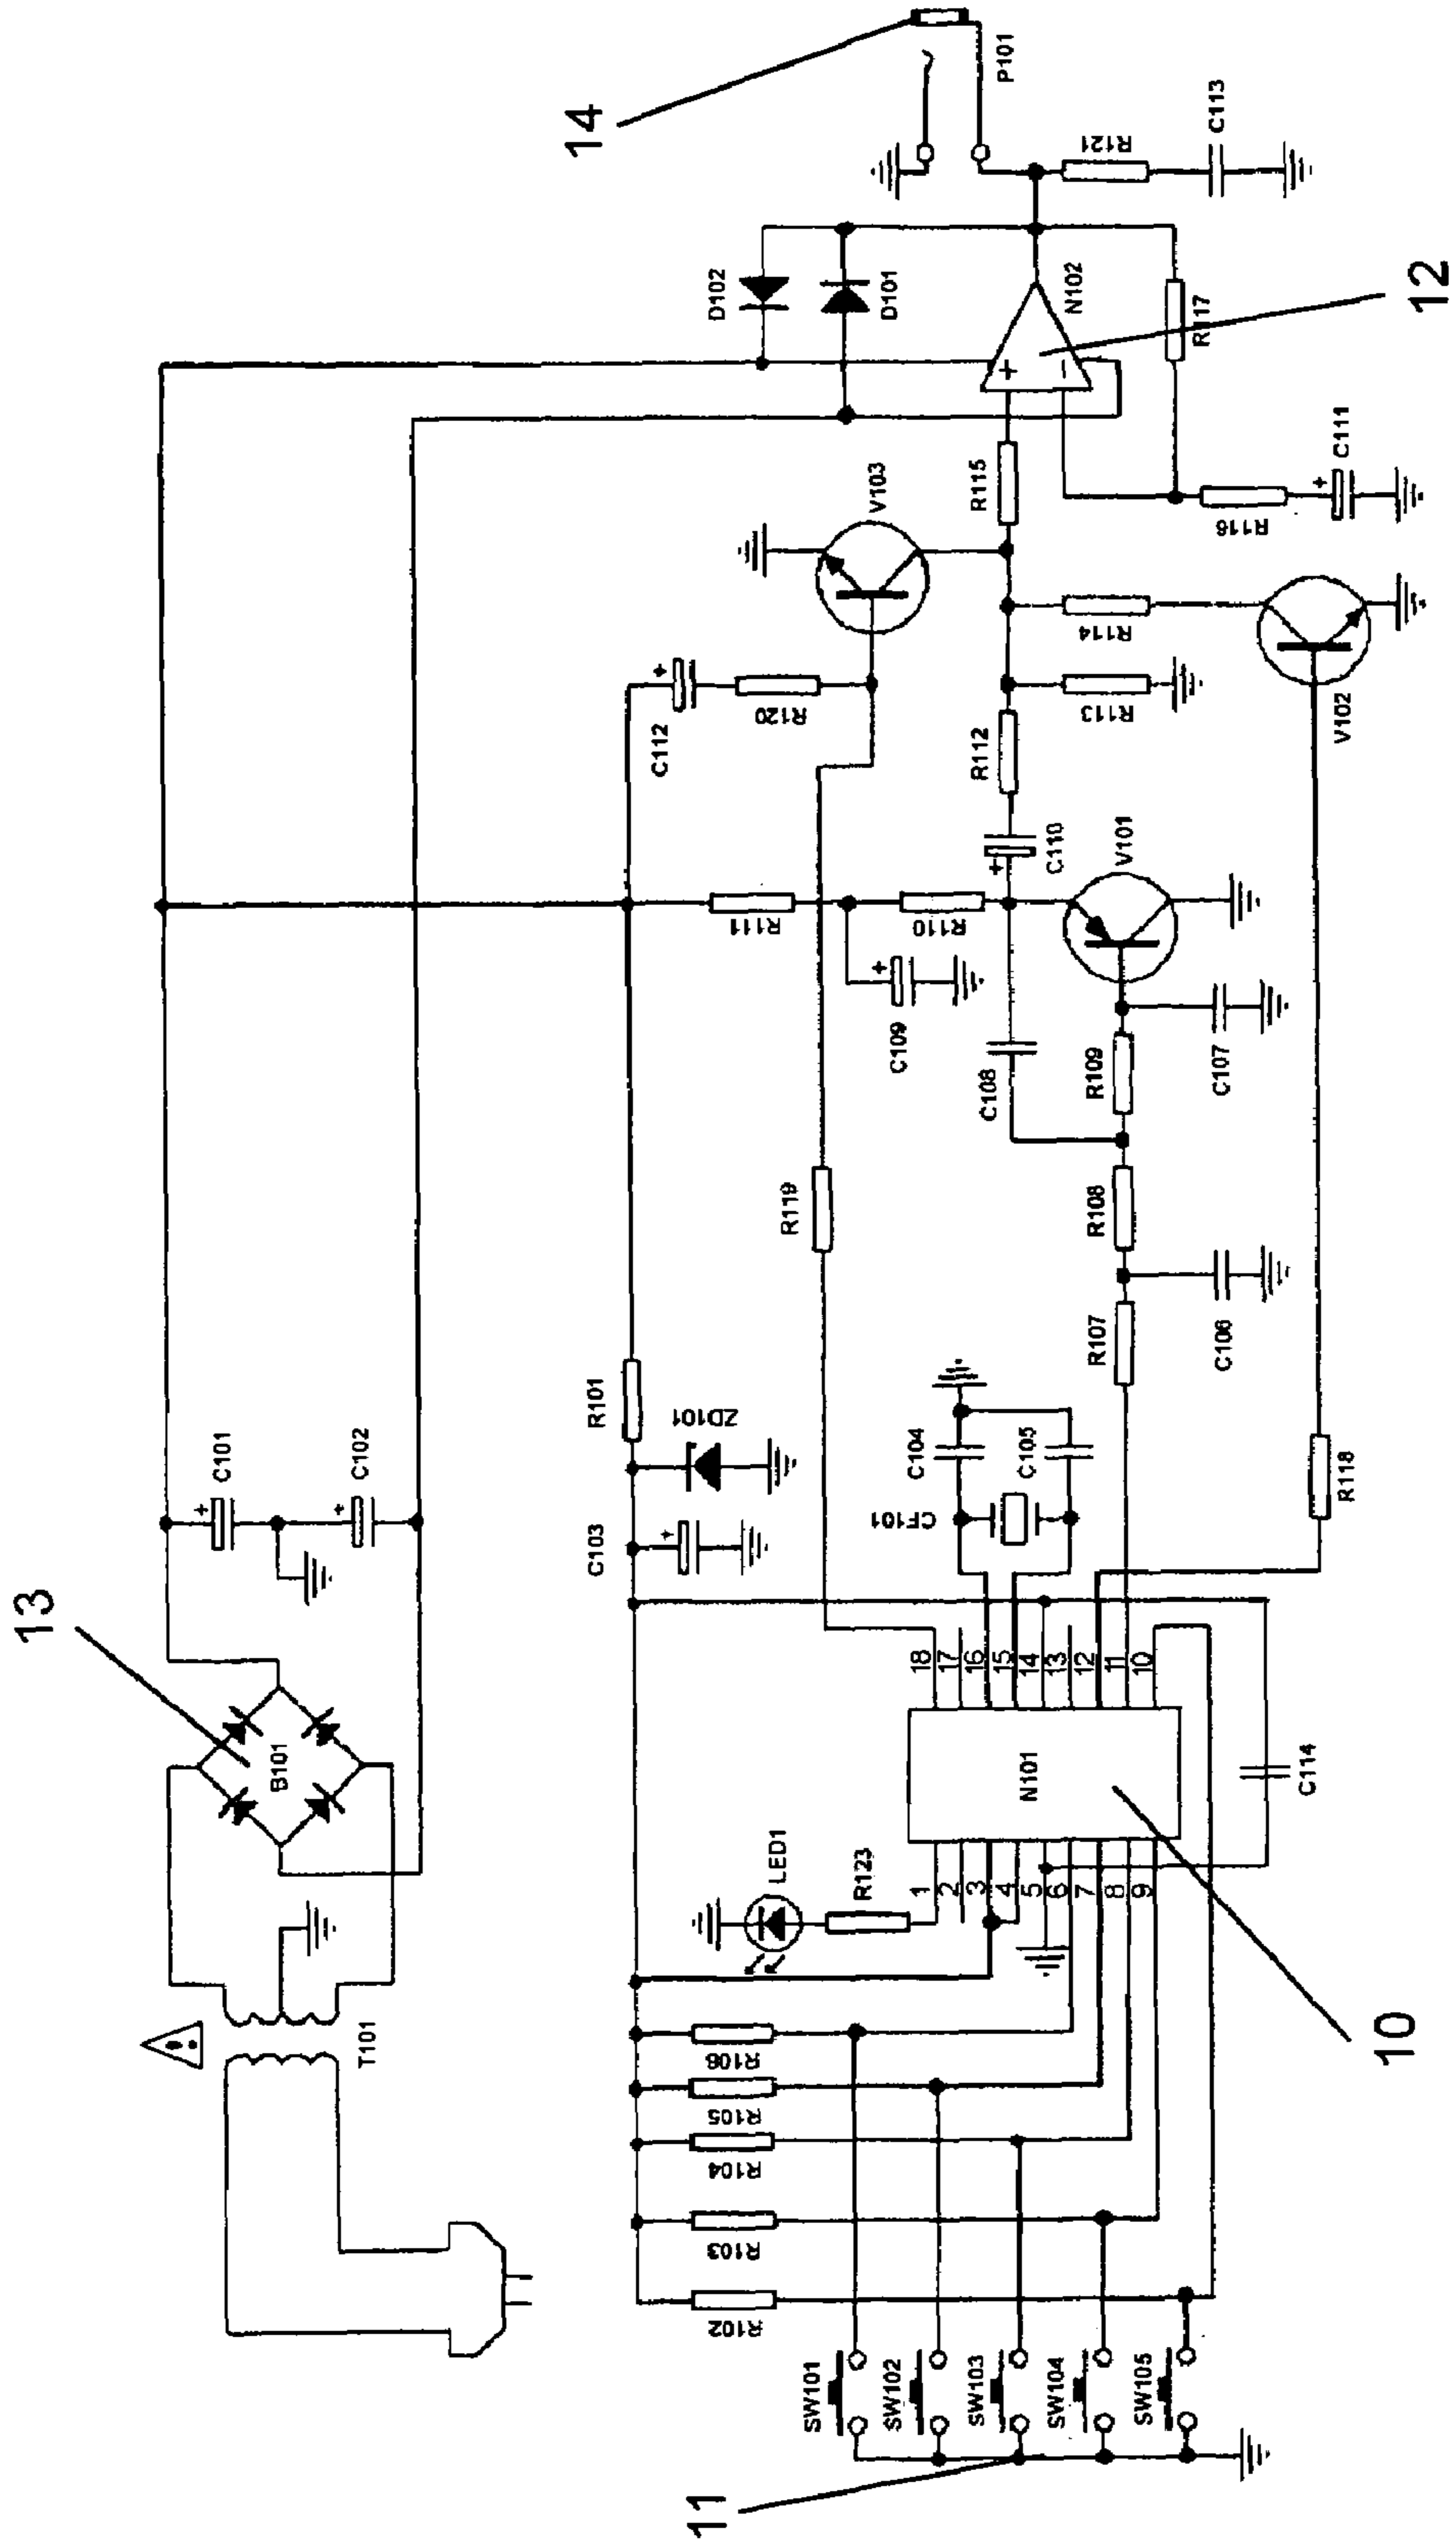 13
B101
T101
C101
C102
14
P101
R121
C113
D102
D101
N102
12
R117
R115
V103
R116
C111
C112
R120
R114
V102
R113
R112
C110
V101
R111
R110
C109
C108
R109
C107
R119
R108
R107
C106
R101
ZD101
C103
C104
C105
CF101
R118
18
17
16
15
14
13
12
11
10
N101
C114
LED1
R123
1
2
3
4
5
6
7
8
9
10
R106
R105
R104
R103
R102
SW101
SW102
SW103
SW104
SW105
11